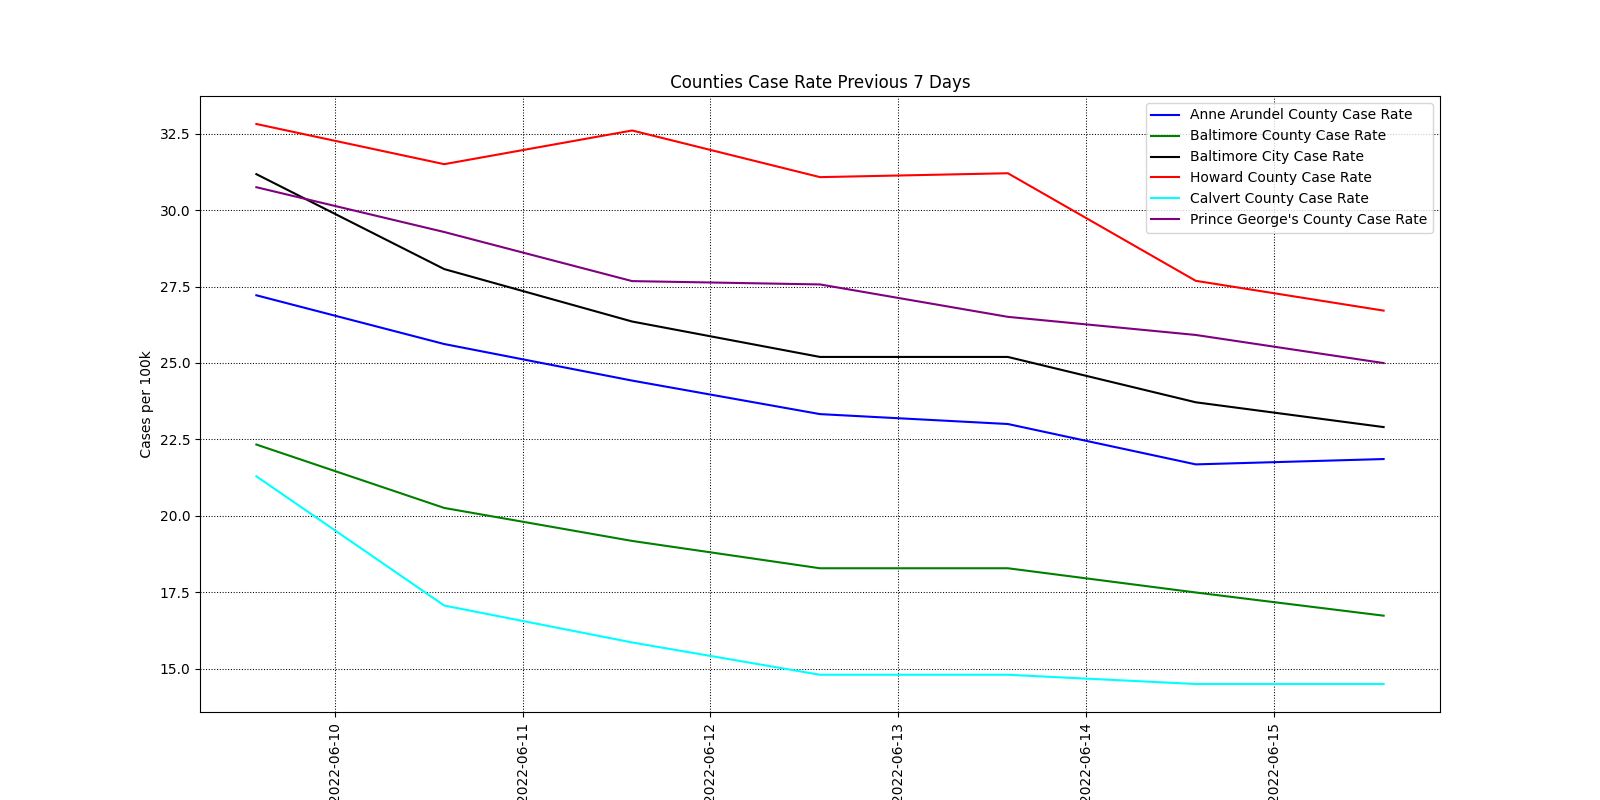 Counties Case Rate Previous 7 Days
Anne Arundel County Case Rate
Baltimore County Case Rate
Baltimore City Case Rate
Howard County Case Rate
Calvert County Case Rate
Prince George's County Case Rate
Cases per 100k
32.5
30.0
27.5
25.0
22.5
20.0
17.5
15.0
2022-06-10
2022-06-11
2022-06-12
2022-06-13
2022-06-14
2022-06-15